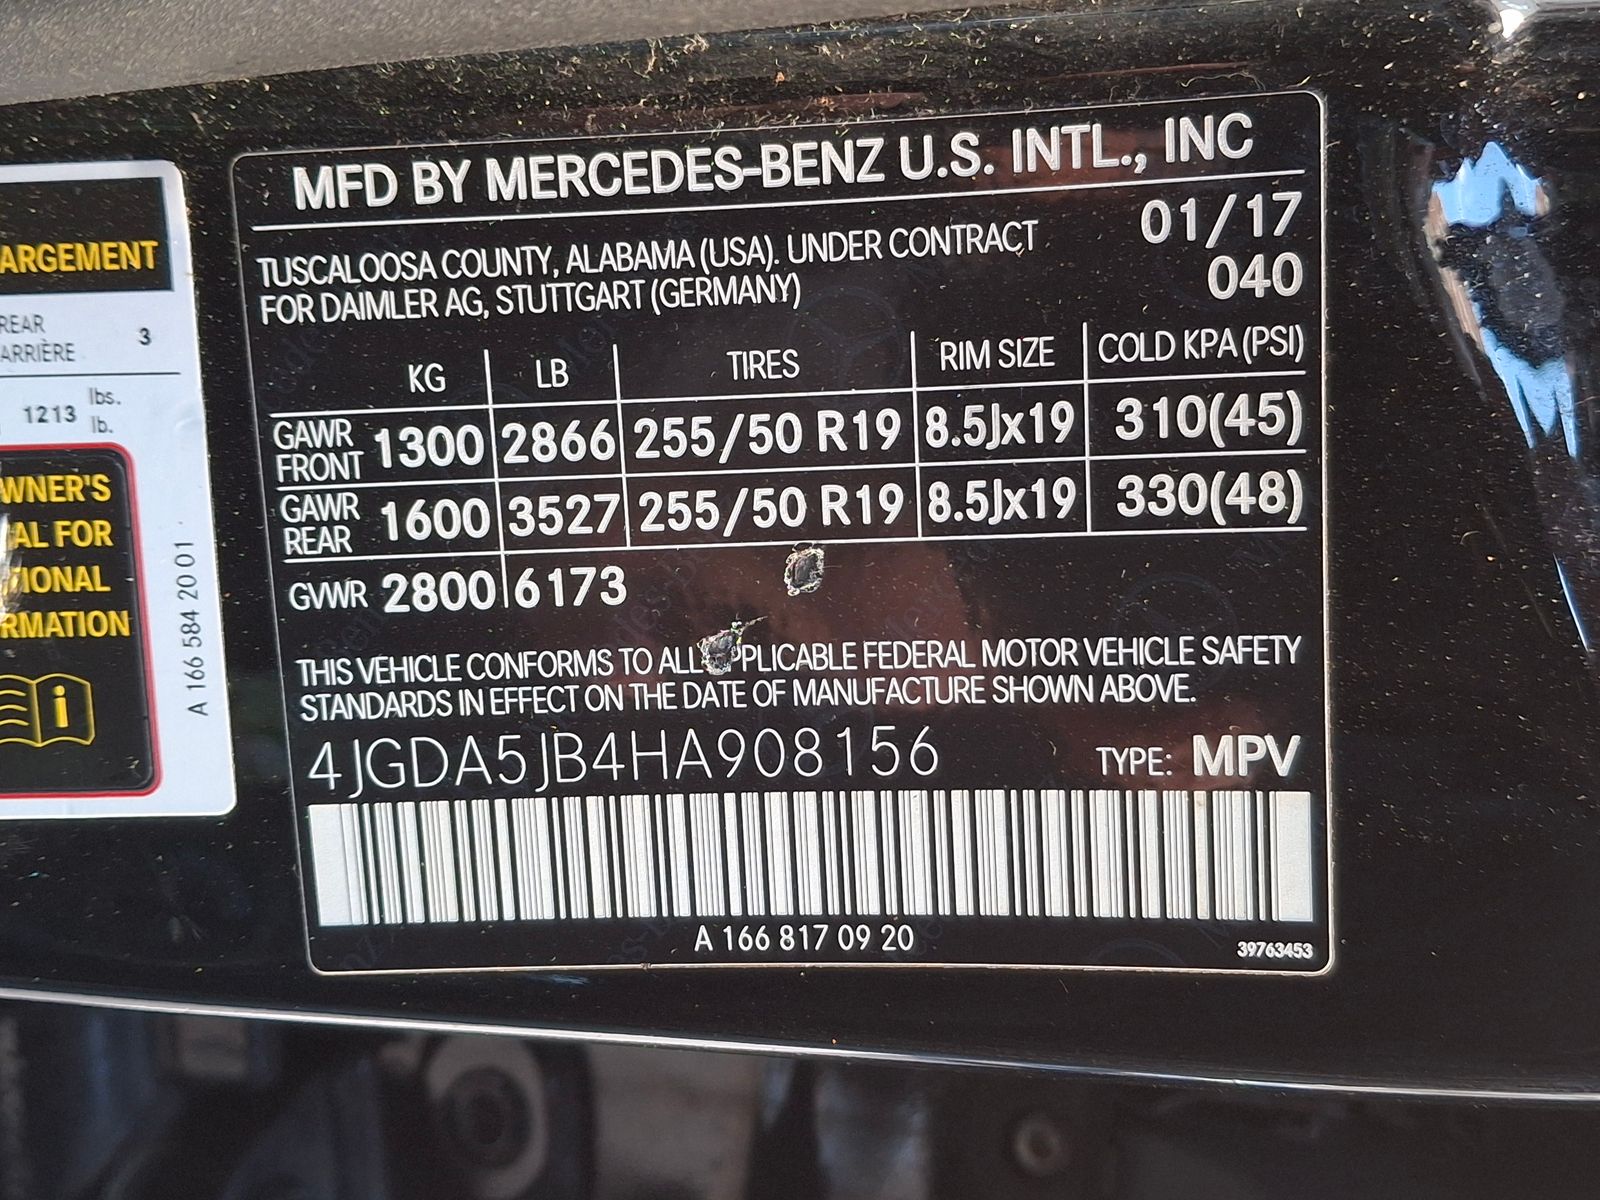 ARGEMENT
REAR
ARRIÈRE 3
1213 lbs.
lb.
WNER'S
AL FOR
IONAL
RMATION
A 166 584 20 01
MFD BY MERCEDES-BENZ U.S. INTL., INC
TUSCALOOSA COUNTY, ALABAMA (USA). UNDER CONTRACT 01/17
FOR DAIMLER AG, STUTTGART (GERMANY) 040
KG LB TIRES RIM SIZE COLD KPA (PSI)
GAWR FRONT 1300 2866 255/50 R19 8.5Jx19 310(45)
GAWR REAR 1600 3527 255/50 R19 8.5Jx19 330(48)
GVWR 2800 6173
THIS VEHICLE CONFORMS TO ALL PPLICABLE FEDERAL MOTOR VEHICLE SAFETY
STANDARDS IN EFFECT ON THE DATE OF MANUFACTURE SHOWN ABOVE.
4JGDA5JB4HA908156 TYPE: MPV
A 166 817 09 20
39763453